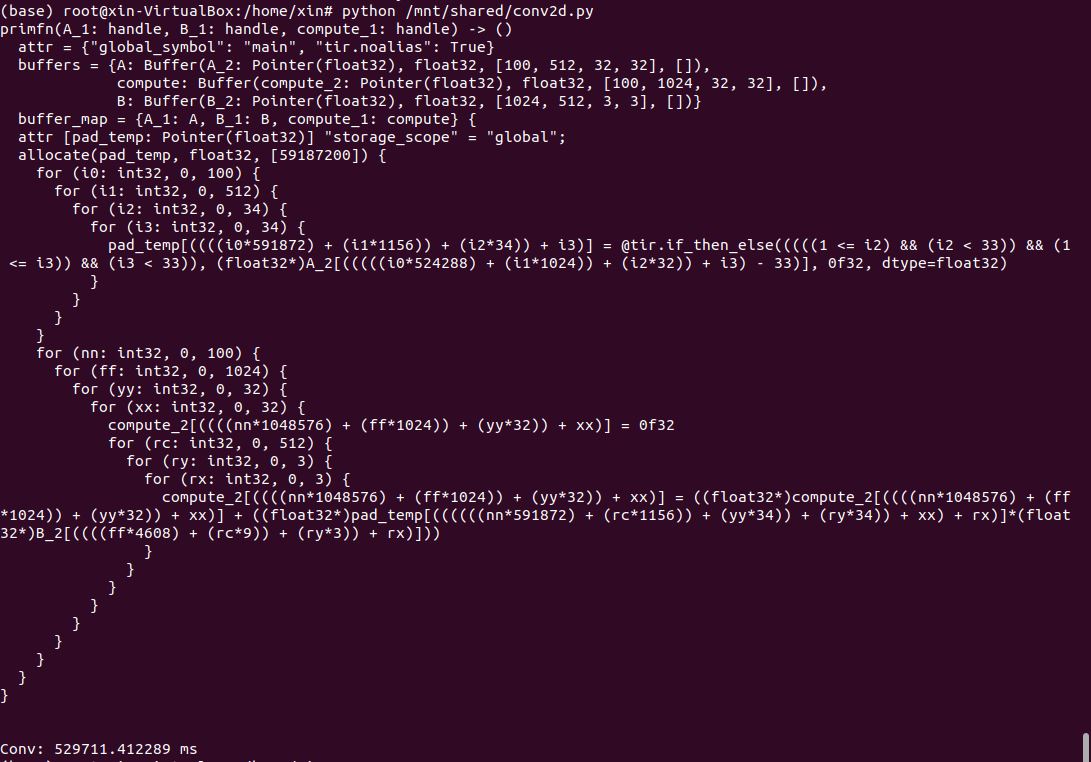 (base) root@xin-VirtualBox:/home/xin# python /mnt/shared/conv2d.py
primfn(A_1: handle, B_1: handle, compute_1: handle) -> ()
  attr = {"global_symbol": "main", "tir.noalias": True}
  buffers = {A: Buffer(A_2: Pointer(float32), float32, [100, 512, 32, 32], []),
             compute: Buffer(compute_2: Pointer(float32), float32, [100, 1024, 32, 32], []),
             B: Buffer(B_2: Pointer(float32), float32, [1024, 512, 3, 3], [])}
  buffer_map = {A_1: A, B_1: B, compute_1: compute} {
  attr [pad_temp: Pointer(float32)] "storage_scope" = "global";
  allocate(pad_temp, float32, [59187200]) {
    for (i0: int32, 0, 100) {
      for (i1: int32, 0, 512) {
        for (i2: int32, 0, 34) {
          for (i3: int32, 0, 34) {
            pad_temp[((((i0*591872) + (i1*1156)) + (i2*34)) + i3)] = @tir.if_then_else(((((1 <= i2) && (i2 < 33)) && (1
 <= i3)) && (i3 < 33)), (float32*)A_2[(((((i0*524288) + (i1*1024)) + (i2*32)) + i3) - 33)], 0f32, dtype=float32)
          }
        }
      }
    }
    for (nn: int32, 0, 100) {
      for (ff: int32, 0, 1024) {
        for (yy: int32, 0, 32) {
          for (xx: int32, 0, 32) {
            compute_2[((((nn*1048576) + (ff*1024)) + (yy*32)) + xx)] = 0f32
            for (rc: int32, 0, 512) {
              for (ry: int32, 0, 3) {
                for (rx: int32, 0, 3) {
                  compute_2[((((nn*1048576) + (ff*1024)) + (yy*32)) + xx)] = ((float32*)compute_2[((((nn*1048576) + (ff
*1024)) + (yy*32)) + xx)] + ((float32*)pad_temp[((((((nn*591872) + (rc*1156)) + (yy*34)) + (ry*34)) + xx) + rx)]*(float
32*)B_2[((((ff*4608) + (rc*9)) + (ry*3)) + rx)]))
                }
              }
            }
          }
        }
      }
    }
  }
}
Conv: 529711.412289 ms